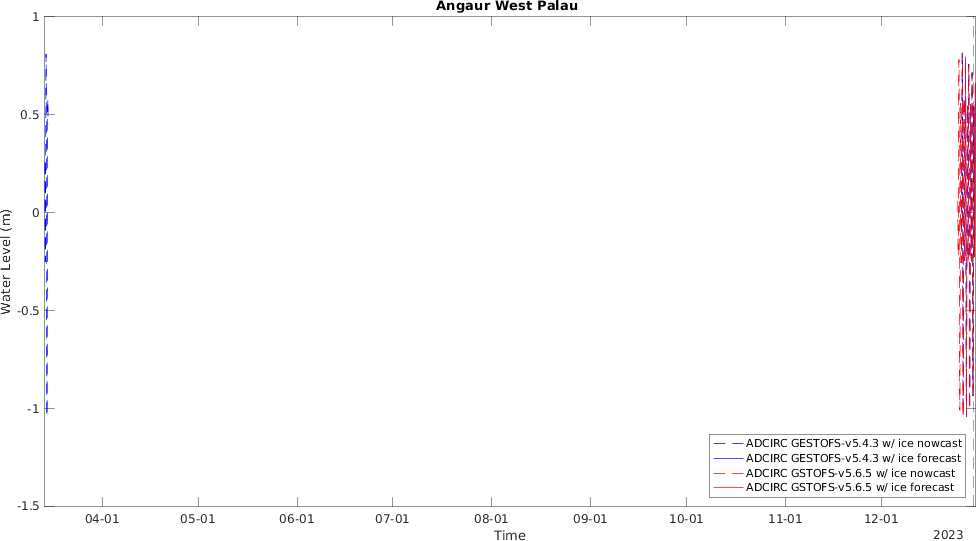 Angaur West Palau
1
0.5
0
-0.5
-1
-1.5
Water Level (m)
04-01
05-01
06-01
07-01
08-01
09-01
10-01
11-01
12-01
Time
2023
ADCIRC GESTOFS-v5.4.3 w/ ice nowcast
ADCIRC GESTOFS-v5.4.3 w/ ice forecast
ADCIRC GSTOFS-v5.6.5 w/ ice nowcast
ADCIRC GSTOFS-v5.6.5 w/ ice forecast